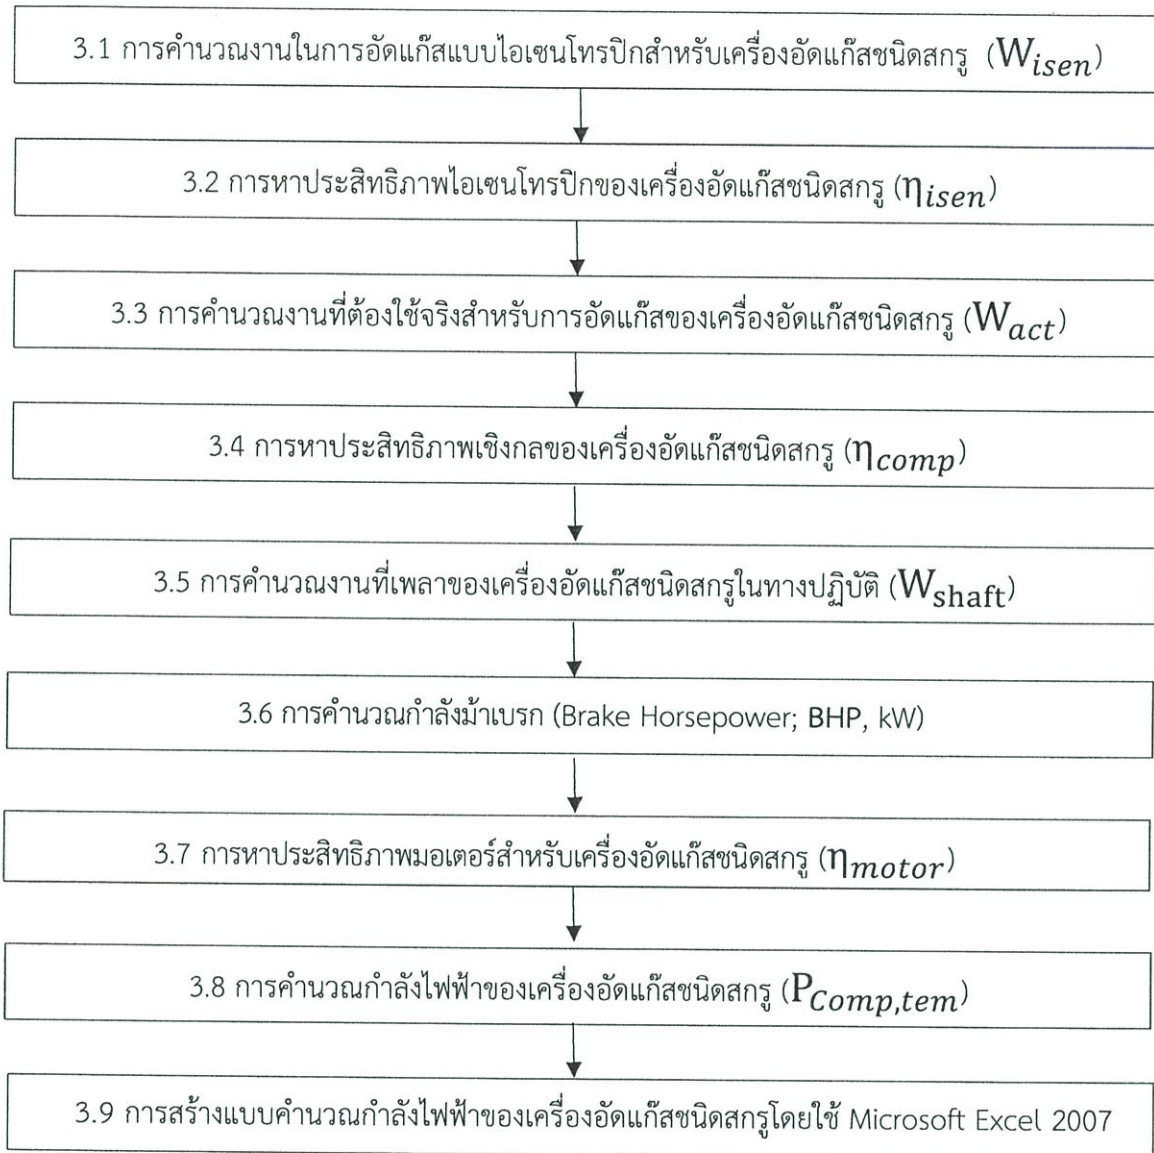 3.1 การคำนวณงานในการอัดแก๊สแบบไอเซนโทรปิกสำหรับเครื่องอัดแก๊สชนิดสกรู (W_isen)
3.2 การหาประสิทธิภาพไอเซนโทรปิกของเครื่องอัดแก๊สชนิดสกรู (η_isen)
3.3 การคำนวณงานที่ต้องใช้จริงสำหรับการอัดแก๊สของเครื่องอัดแก๊สชนิดสกรู (W_act)
3.4 การหาประสิทธิภาพเชิงกลของเครื่องอัดแก๊สชนิดสกรู (η_comp)
3.5 การคำนวณงานที่เพลาของเครื่องอัดแก๊สชนิดสกรูในทางปฏิบัติ (W_shaft)
3.6 การคำนวณกำลังม้าเบรก (Brake Horsepower; BHP, kW)
3.7 การหาประสิทธิภาพมอเตอร์สำหรับเครื่องอัดแก๊สชนิดสกรู (η_motor)
3.8 การคำนวณกำลังไฟฟ้าของเครื่องอัดแก๊สชนิดสกรู (P_Comp,tem)
3.9 การสร้างแบบคำนวณกำลังไฟฟ้าของเครื่องอัดแก๊สชนิดสกรูโดยใช้ Microsoft Excel 2007